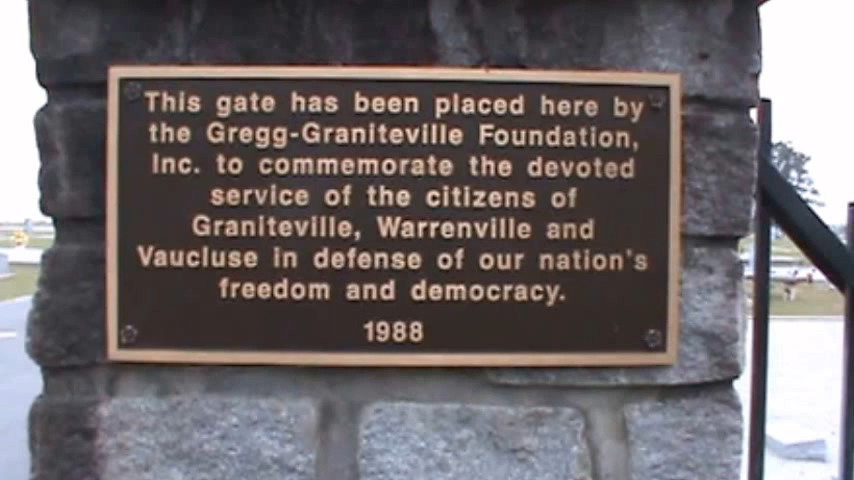 This gate has been placed here by
the Gregg-Graniteville Foundation,
Inc. to commemorate the devoted
service of the citizens of
Graniteville, Warrenville and
Vaucluse in defense of our nation's
freedom and democracy.
1988